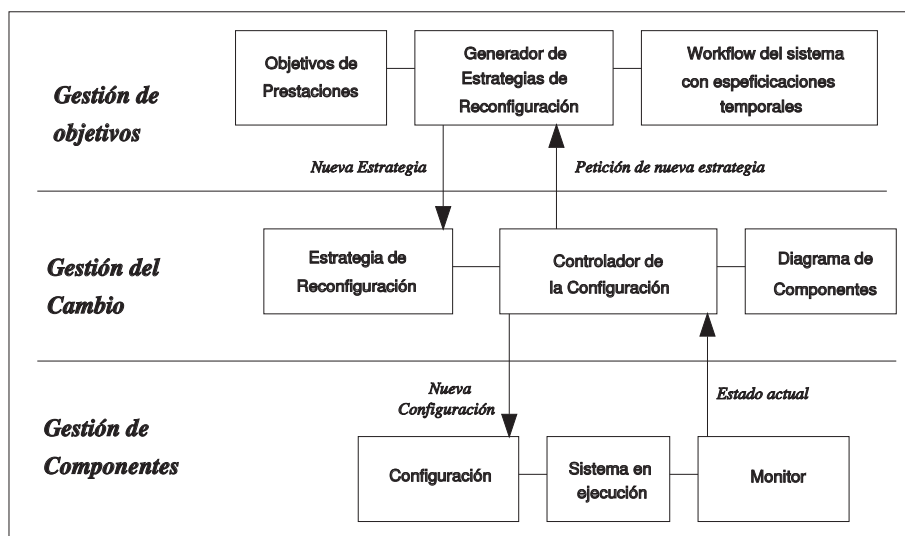 Gestión de
objetivos
Objetivos de
Prestaciones
Generador de
Estrategias de
Reconfiguración
Workflow del sistema
con espeficicaciones
temporales
Nueva Estrategia
Petición de nueva estrategia
Gestión del
Cambio
Estrategia de
Reconfiguración
Controlador de
la Configuración
Diagrama de
Componentes
Nueva
Configuración
Estado actual
Gestión de
Componentes
Configuración
Sistema en
ejecución
Monitor